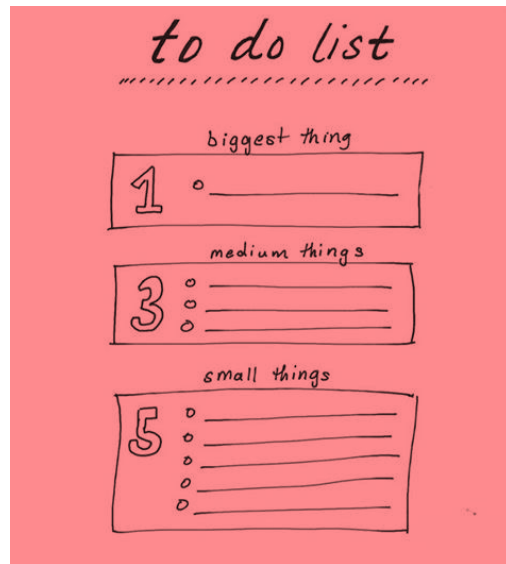 to do list
biggest thing
1
medium things
3
small things
5